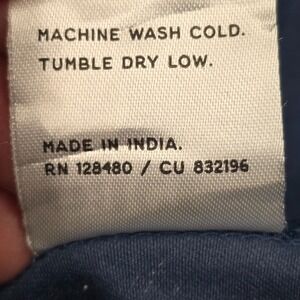 MACHINE WASH COLD.
TUMBLE DRY LOW.
MADE IN INDIA.
RN 128480 / CU 832196